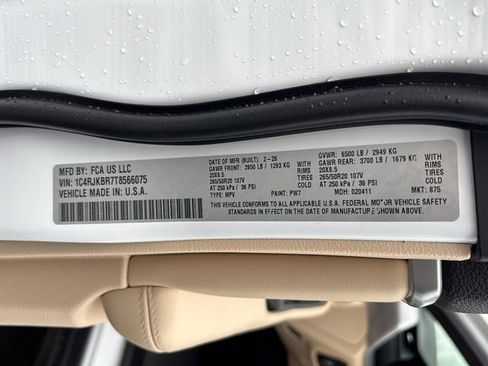 MFD BY: FCA US LLC
VIN: 1C4RJKBR7T8566075
VEHICLE MADE IN U.S.A.
DATE OF MFR (BUILT): 2-26
GAWR FRONT: 2850 LB / 1293 KG WITH
20X8.5 RIMS
265/50R20 107V TIRES
AT 250 kPa / 36 PSI COLD
TYPE: MPV PAINT: PW7
GVWR: 6500 LB / 2949 KG
GAWR REAR: 3700 LB / 1679 KG WITH
20X8.5 RIMS
265/50R20 107V TIRES
AT 250 kPa / 36 PSI COLD
MDH: 020411 MKT: 875
THIS VEHICLE CONFORMS TO ALL APPLICABLE U.S.A. FEDERAL MOTOR VEHICLE SAFETY
STANDARDS IN EFFECT ON THE DATE OF MANUFACTURE SHOWN ABOVE.